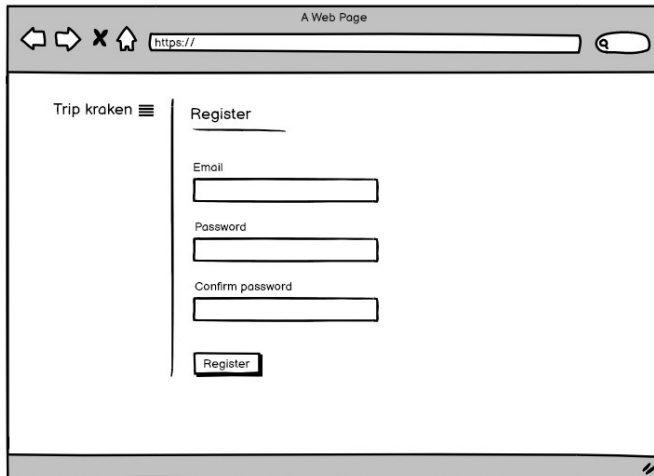 A Web Page
https://
Trip kraken
Register
Email
Password
Confirm password
Register